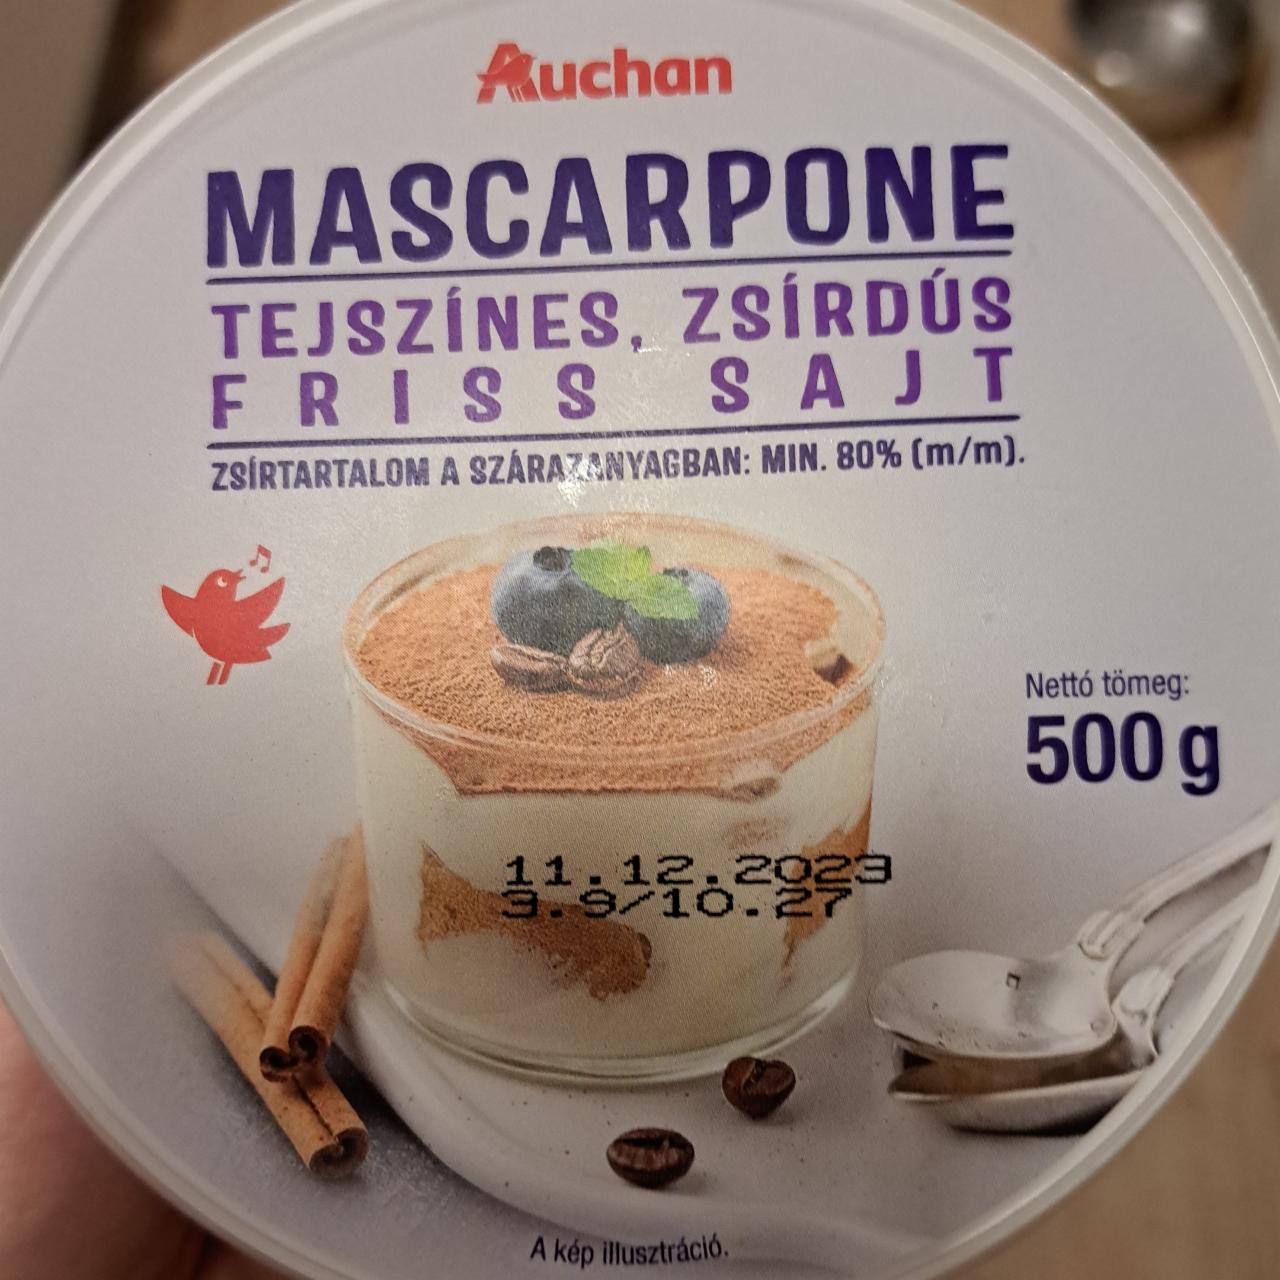 Auchan
MASCARPONE
TEJSZÍNES, ZSÍRDÚS
FRISS SAJT
ZSÍRTARTALOM A SZÁRAZANYAGBAN: MIN. 80% (m/m).
Nettó tömeg:
500 g
11.12.2023
3.9/10.27
A kép illusztráció.